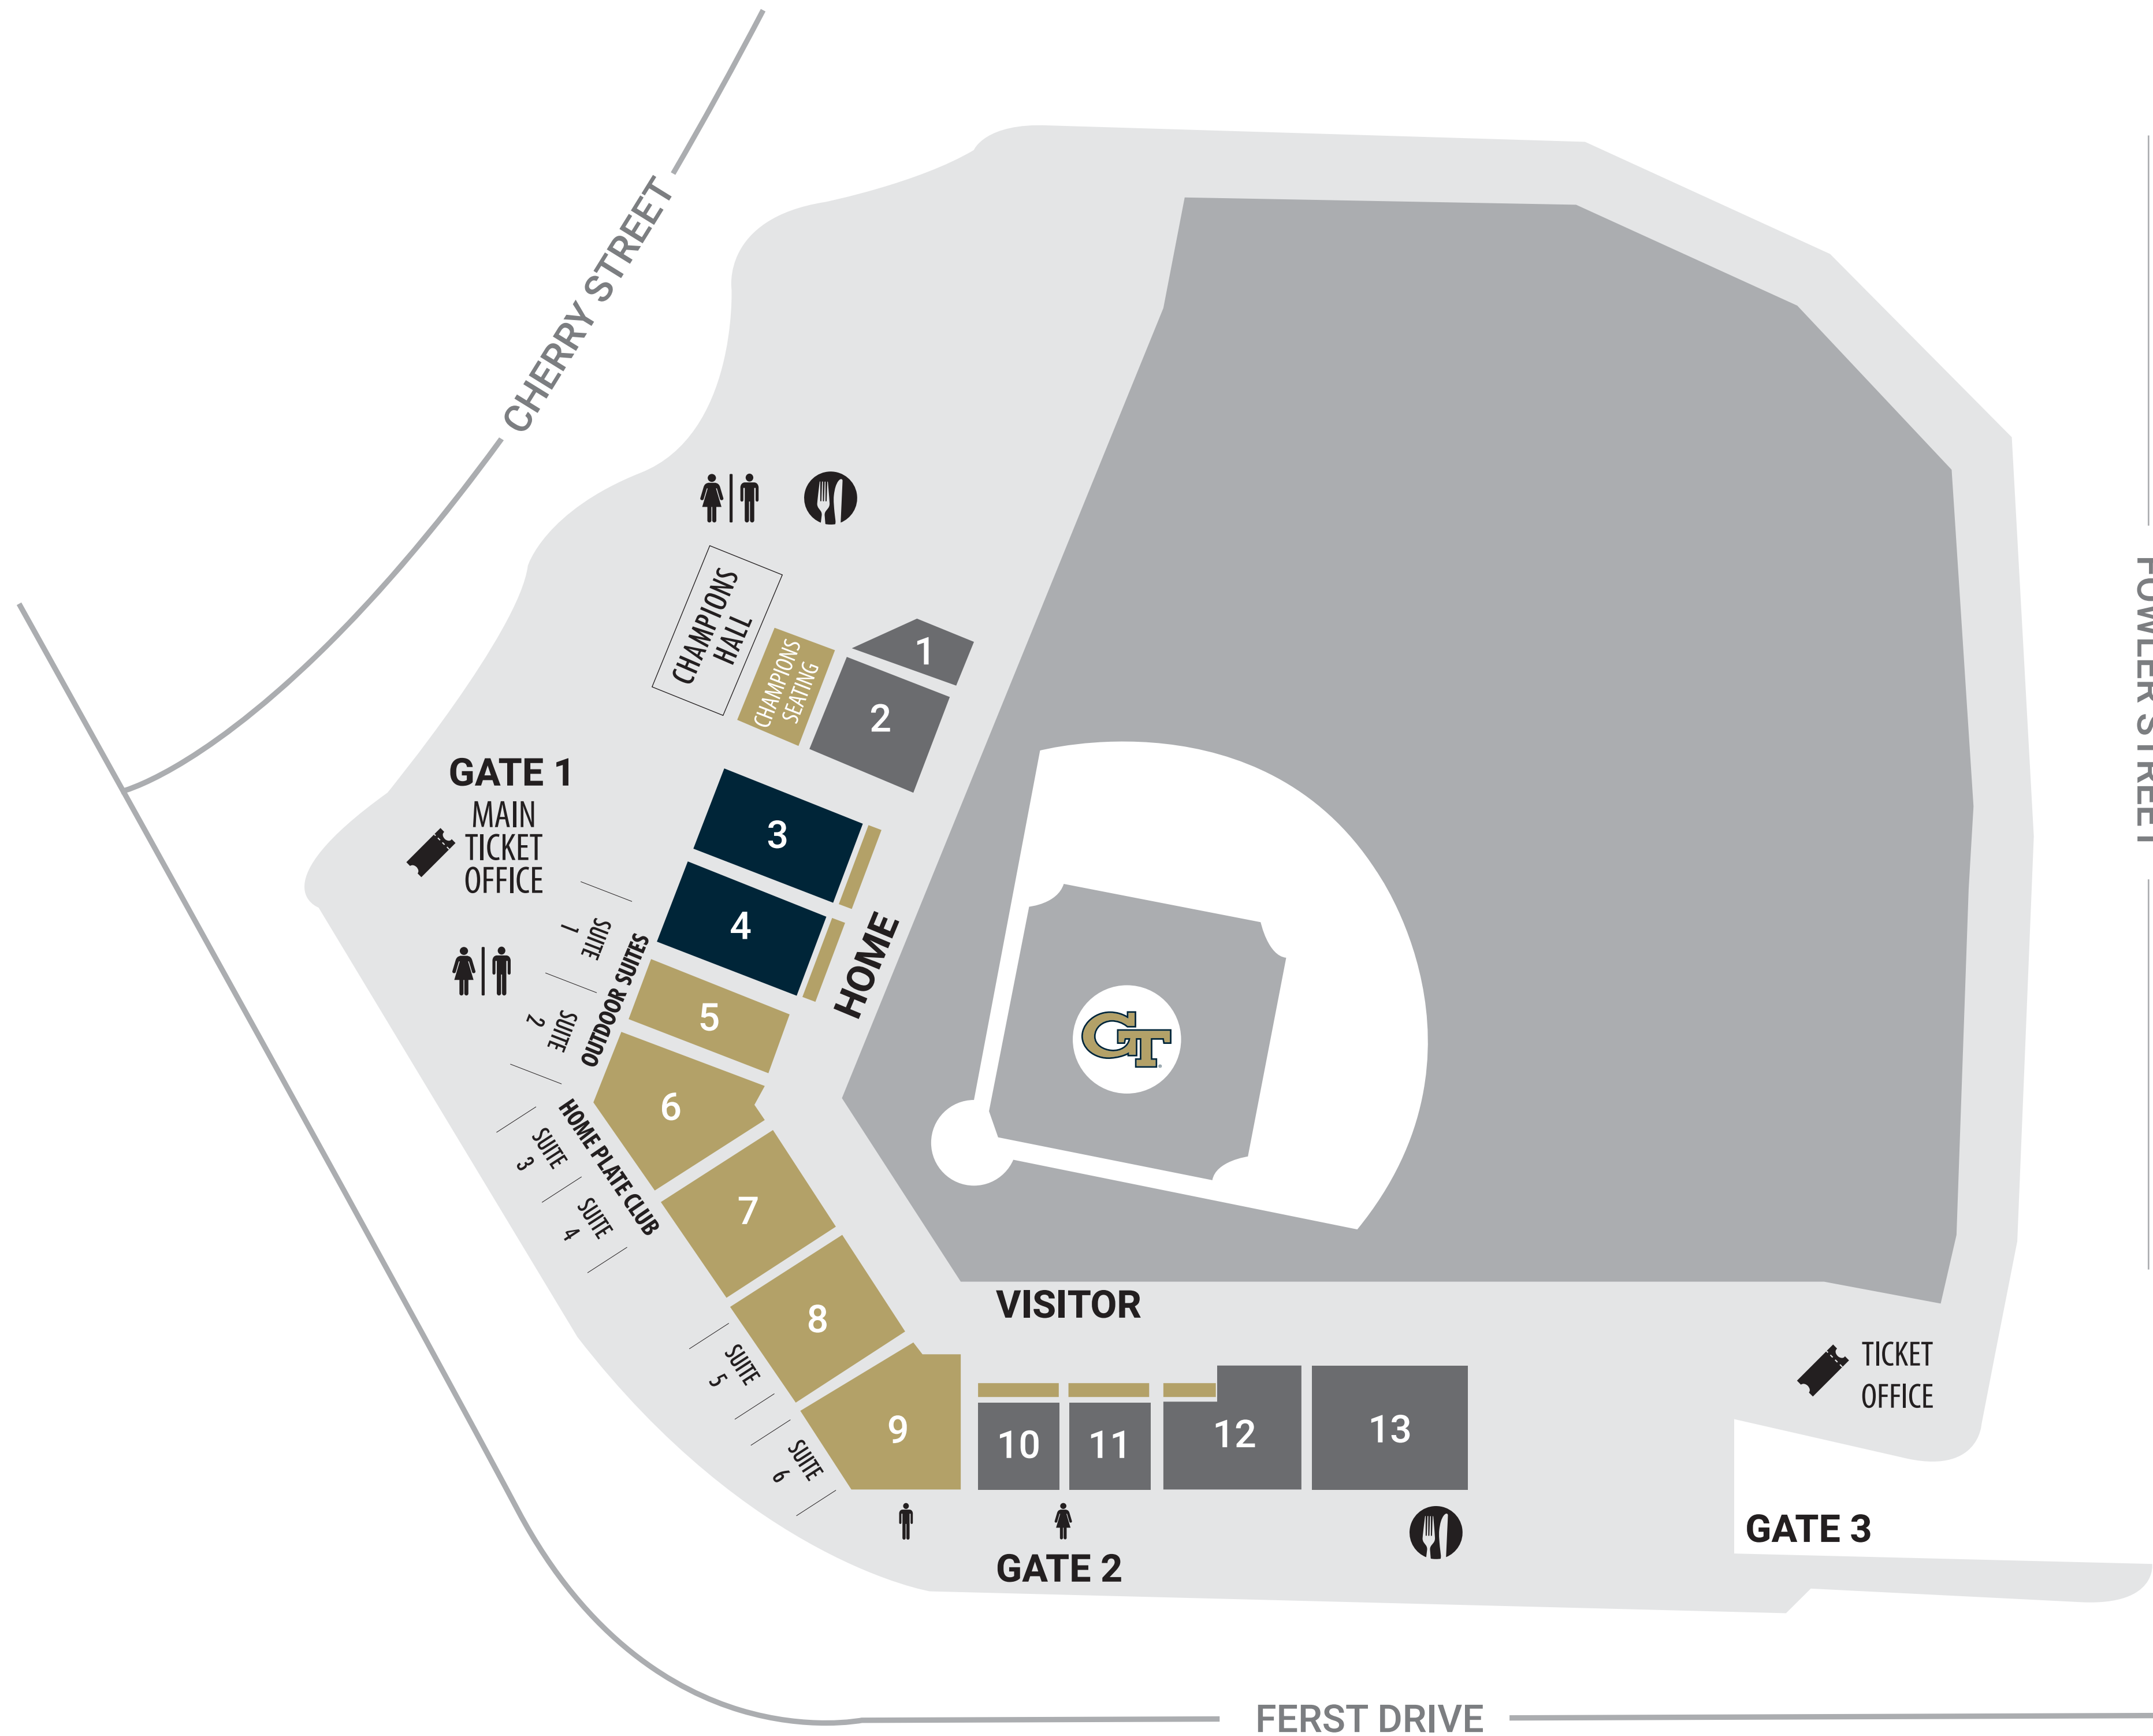 CHERRY STREET
FOWLER STREET
CHAMPIONS
HALL
CHAMPIONS
SEATING
1
2
GATE 1
MAIN
TICKET
OFFICE
3
4
HOME
SUITE
1
OUTDOOR SUITES
SUITE
2
5
GT
6
HOME PLATE CLUB
SUITE
3
SUITE
4
7
8
VISITOR
SUITE
5
SUITE
6
9
10
11
12
13
TICKET
OFFICE
GATE 2
GATE 3
FERST DRIVE